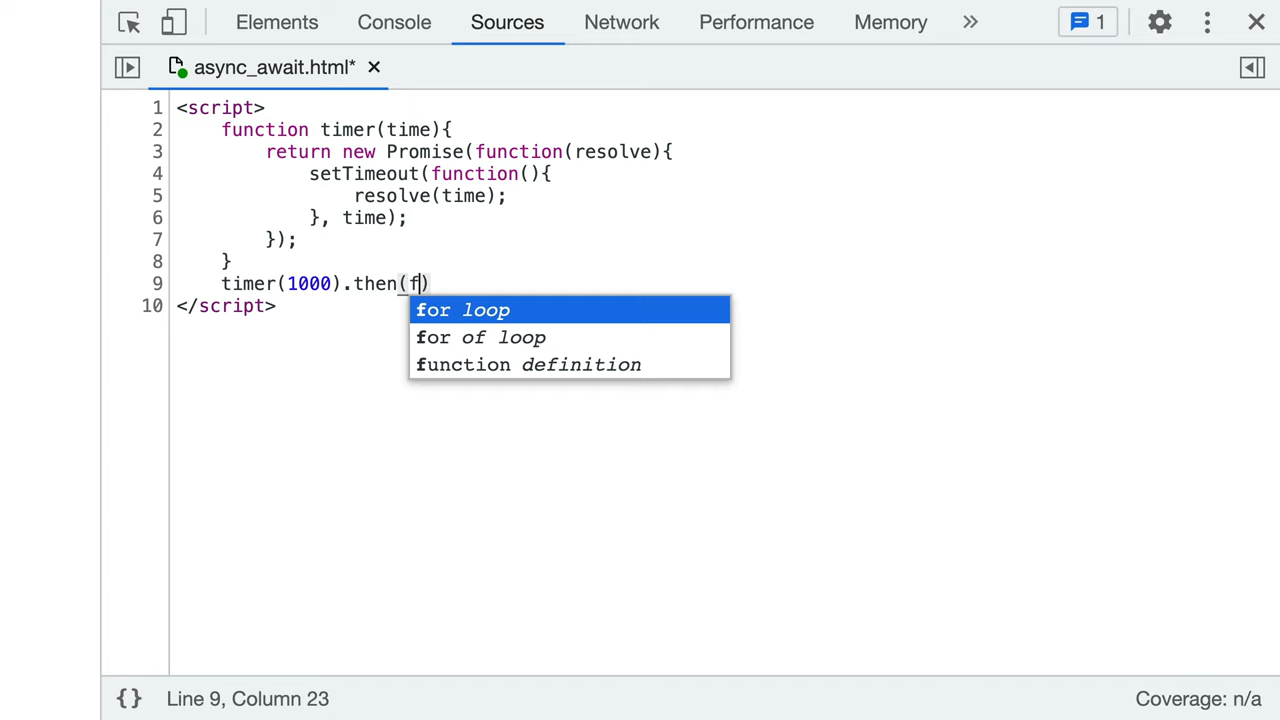 Elements Console Sources Network Performance Memory » 1
async_await.html*
1 <script>
2     function timer(time){
3         return new Promise(function(resolve){
4             setTimeout(function(){
5                 resolve(time);
6             }, time);
7         });
8     }
9     timer(1000).then(f)
10 </script>
for loop
for of loop
function definition
{} Line 9, Column 23 Coverage: n/a